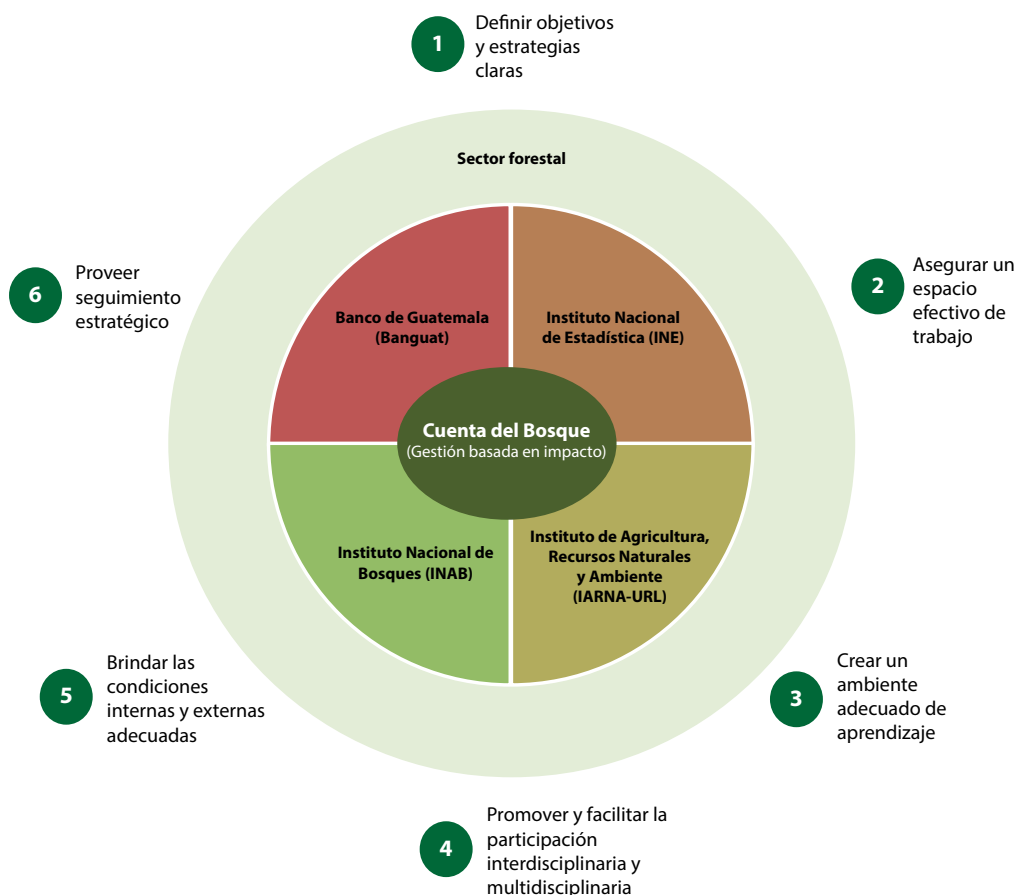 1
Definir objetivos
y estrategias
claras
Sector forestal
2
Asegurar un
espacio
efectivo de
trabajo
6
Proveer
seguimiento
estratégico
Banco de Guatemala
(Banguat)
Instituto Nacional
de Estadística (INE)
Cuenta del Bosque
(Gestión basada en impacto)
Instituto Nacional de
Bosques (INAB)
Instituto de Agricultura,
Recursos Naturales
y Ambiente
(IARNA-URL)
3
Crear un
ambiente
adecuado de
aprendizaje
5
Brindar las
condiciones
internas y externas
adecuadas
4
Promover y facilitar la
participación
interdisciplinaria y
multidisciplinaria